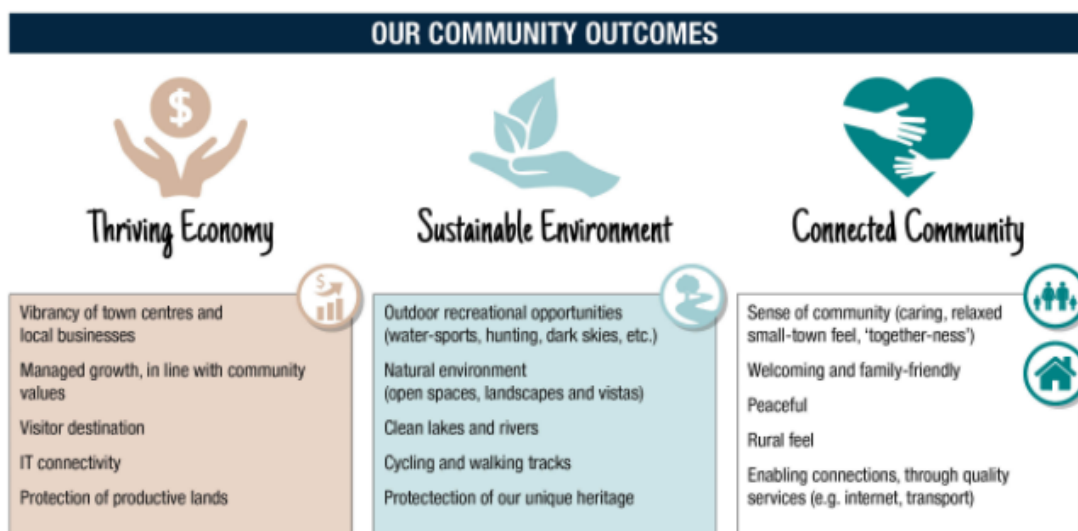 OUR COMMUNITY OUTCOMES
$
Thriving Economy
Sustainable Environment
Connected Community
$
Vibrancy of town centres and
local businesses
Managed growth, in line with community
values
Visitor destination
IT connectivity
Protection of productive lands
Outdoor recreational opportunities
(water-sports, hunting, dark skies, etc.)
Natural environment
(open spaces, landscapes and vistas)
Clean lakes and rivers
Cycling and walking tracks
Protectection of our unique heritage
Sense of community (caring, relaxed
small-town feel, ‘together-ness’)
Welcoming and family-friendly
Peaceful
Rural feel
Enabling connections, through quality
services (e.g. internet, transport)